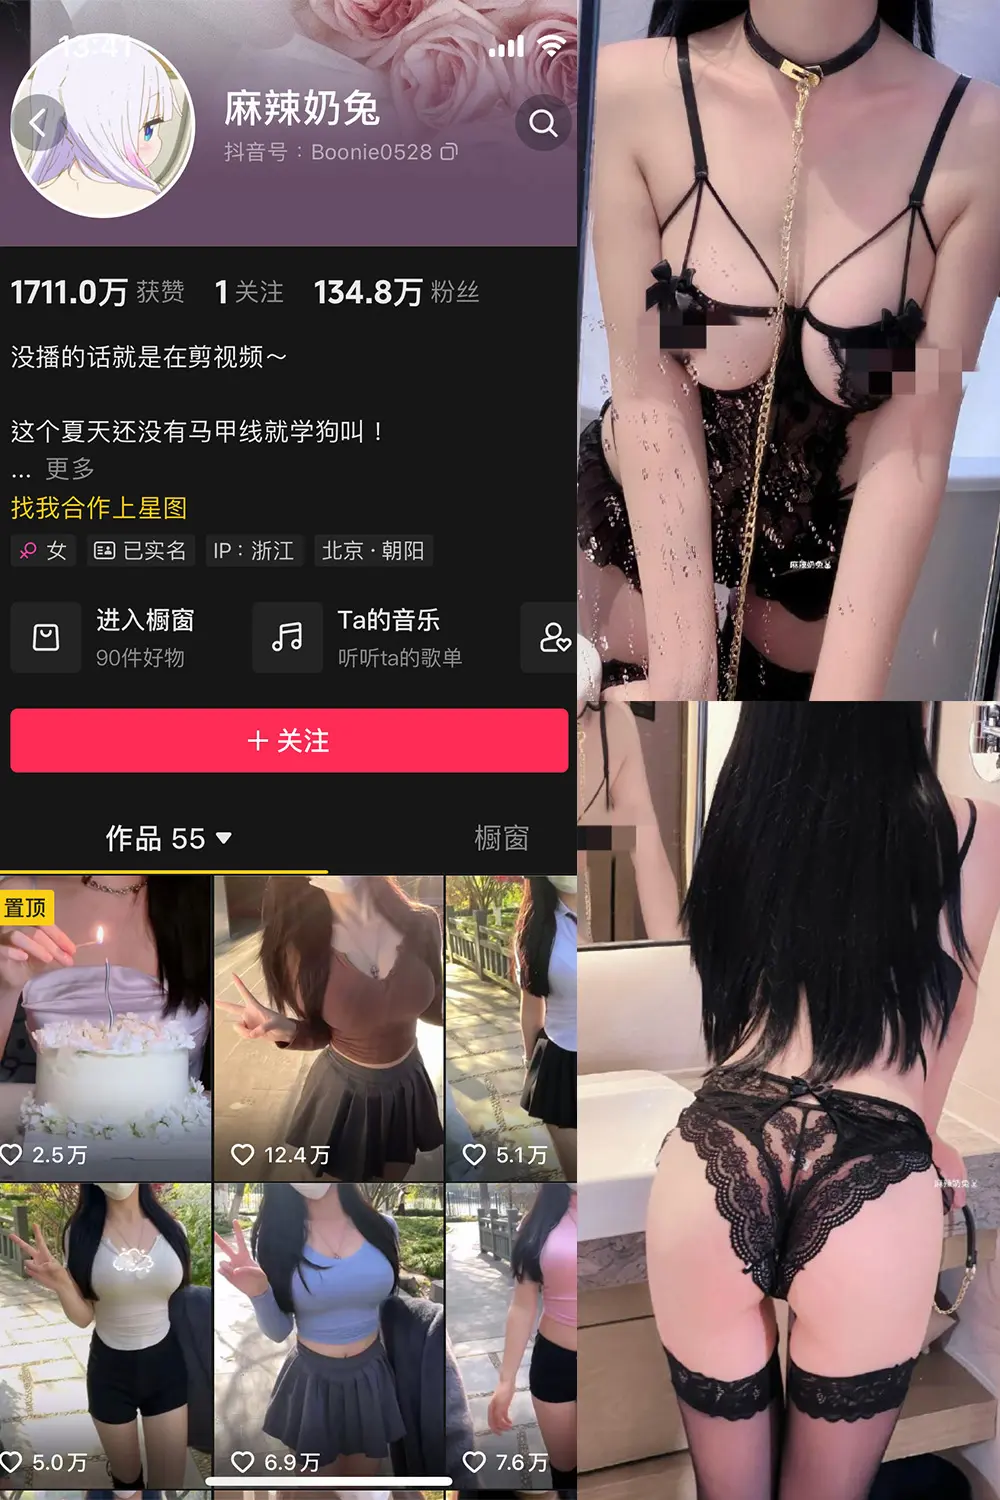 13:41
麻辣奶兔
抖音号：Boonie0528
1711.0万 获赞 1 关注 134.8万 粉丝
没播的话就是在剪视频～
这个夏天还没有马甲线就学狗叫！
... 更多
找我合作上星图
女 已实名 IP：浙江 北京·朝阳
进入橱窗
90件好物
Ta的音乐
听听ta的歌单
+ 关注
作品 55 橱窗
置顶
2.5万 12.4万 5.1万
5.0万 6.9万 7.6万
麻辣奶兔
麻辣奶兔